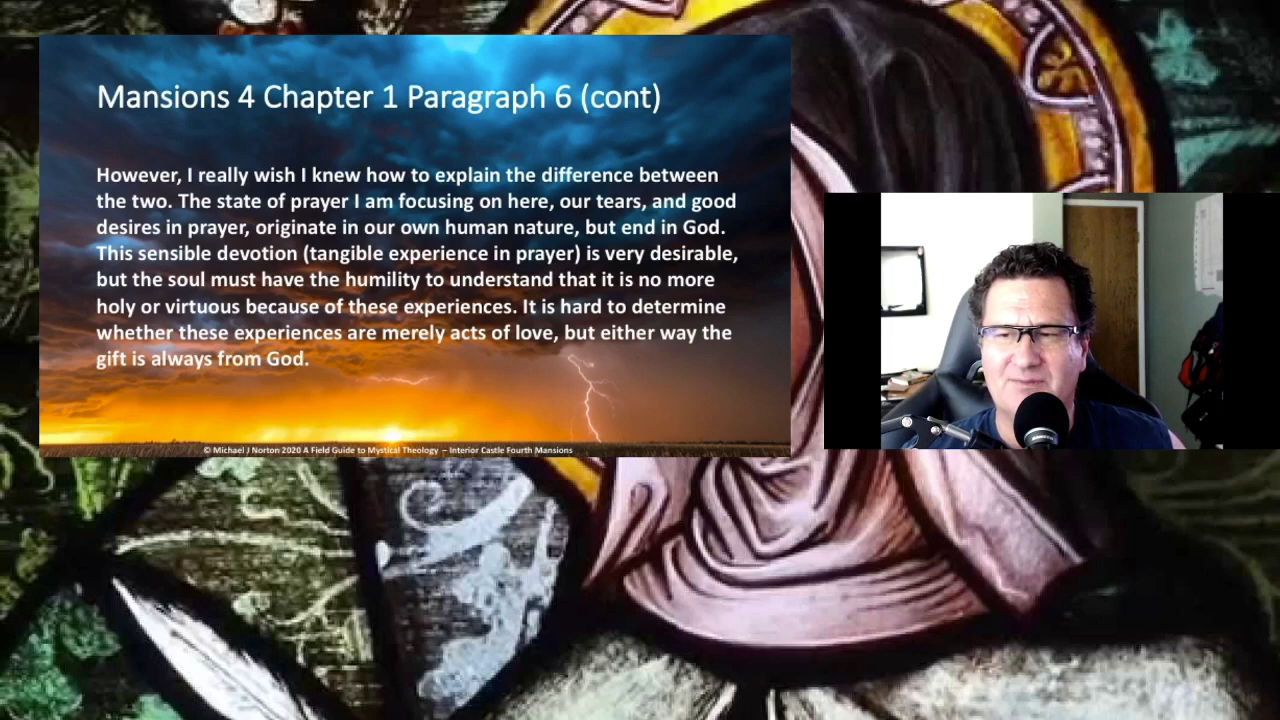 Mansions 4 Chapter 1 Paragraph 6 (cont)
However, I really wish I knew how to explain the difference between
the two. The state of prayer I am focusing on here, our tears, and good
desires in prayer, originate in our own human nature, but end in God.
This sensible devotion (tangible experience in prayer) is very desirable,
but the soul must have the humility to understand that it is no more
holy or virtuous because of these experiences. It is hard to determine
whether these experiences are merely acts of love, but either way the
gift is always from God.
© Michael J Norton 2020 A Field Guide to Mystical Theology – Interior Castle Fourth Mansions